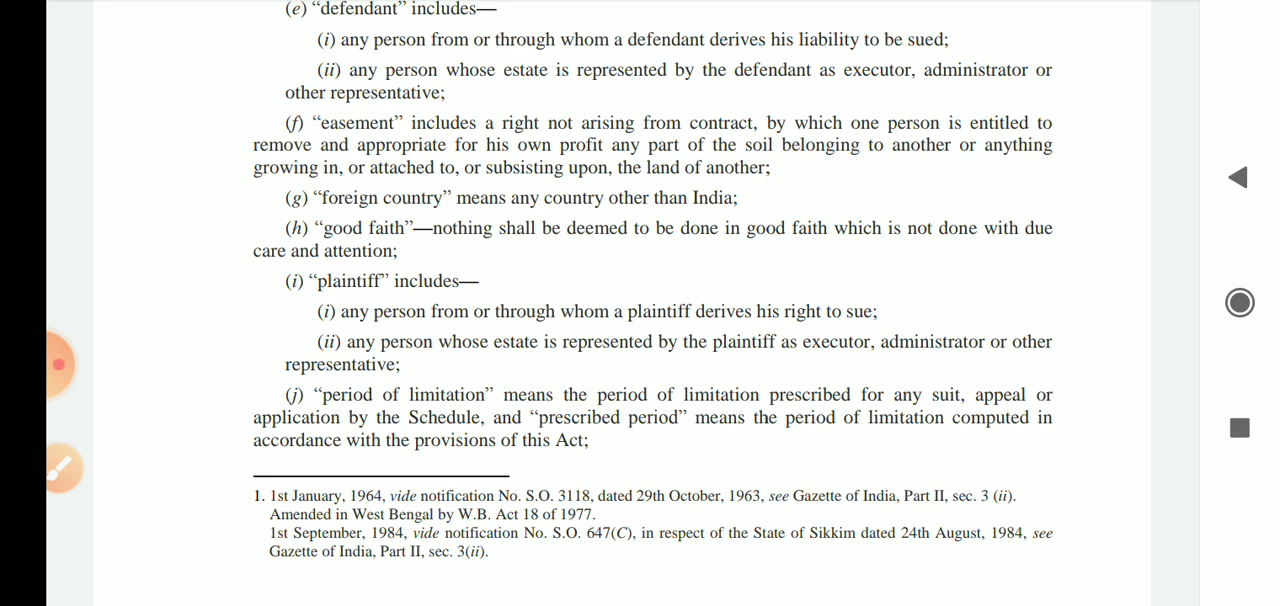 (e) “defendant” includes—
(i) any person from or through whom a defendant derives his liability to be sued;
(ii) any person whose estate is represented by the defendant as executor, administrator or
other representative;
(f) “easement” includes a right not arising from contract, by which one person is entitled to
remove and appropriate for his own profit any part of the soil belonging to another or anything
growing in, or attached to, or subsisting upon, the land of another;
(g) “foreign country” means any country other than India;
(h) “good faith”—nothing shall be deemed to be done in good faith which is not done with due
care and attention;
(i) “plaintiff” includes—
(i) any person from or through whom a plaintiff derives his right to sue;
(ii) any person whose estate is represented by the plaintiff as executor, administrator or other
representative;
(j) “period of limitation” means the period of limitation prescribed for any suit, appeal or
application by the Schedule, and “prescribed period” means the period of limitation computed in
accordance with the provisions of this Act;
1. 1st January, 1964, vide notification No. S.O. 3118, dated 29th October, 1963, see Gazette of India, Part II, sec. 3 (ii).
Amended in West Bengal by W.B. Act 18 of 1977.
1st September, 1984, vide notification No. S.O. 647(C), in respect of the State of Sikkim dated 24th August, 1984, see
Gazette of India, Part II, sec. 3(ii).